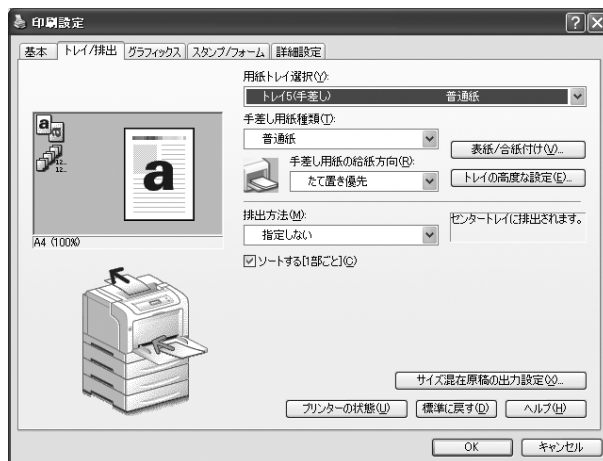 印刷設定
基本 トレイ/排出 グラフィックス スタンプ/フォーム 詳細設定
用紙トレイ選択(Y):
トレイ5(手差し) 普通紙
手差し用紙種類(T):
普通紙
表紙/合紙付け(V)...
手差し用紙の給紙方向(R):
たて置き優先
トレイの高度な設定(E)...
排出方法(M):
指定しない
センタートレイに排出されます。
A4 (100%)
ソートする[1部ごと](C)
サイズ混在原稿の出力設定(X)...
プリンターの状態(U) 標準に戻す(D) ヘルプ(H)
OK キャンセル